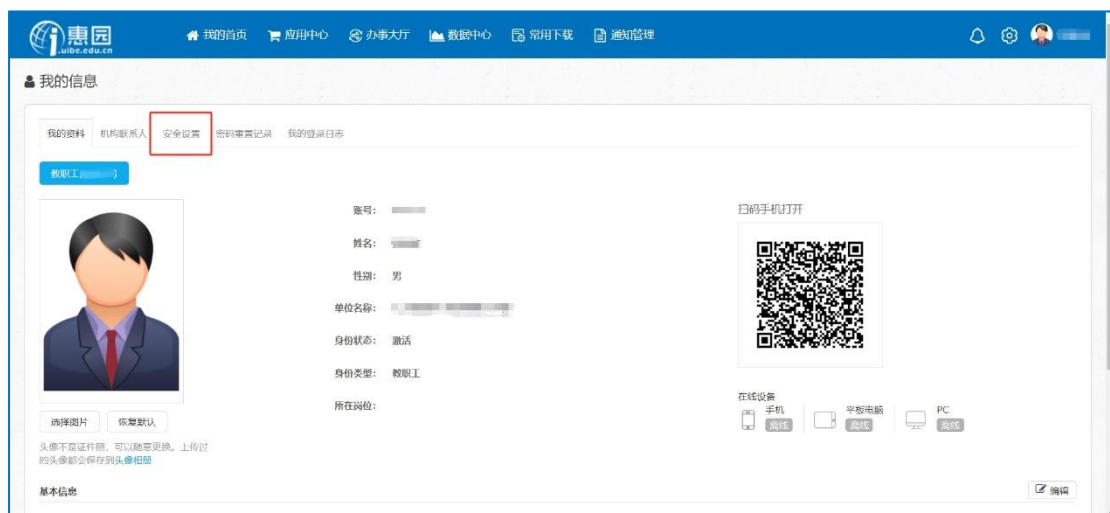 i惠园
.uibe.edu.cn
我的首页 应用中心 办事大厅 数据中心 常用下载 通知管理
我的信息
我的资料 机构联系人 安全设置 密码重置记录 我的登录日志
教职工( )
账号:
姓名:
性别: 男
单位名称:
身份状态: 激活
身份类型: 教职工
所在岗位:
扫码手机打开
在线设备
手机 离线 平板电脑 离线 PC 离线
选择图片 恢复默认
头像不是证件照，可以随意更换。上传过
的头像都会保存到头像相册
基本信息 编辑